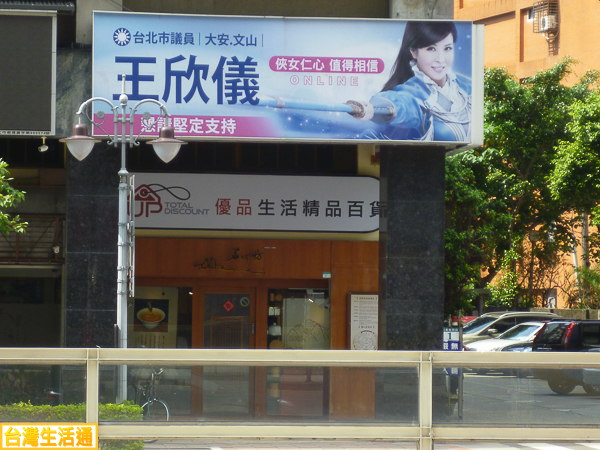 台北市議員 | 大安.文山 |
王欣儀
俠女仁心 值得相信
ONLINE
懇請堅定支持
UP
TOTAL
DISCOUNT
優品生活精品百貨
台灣生活通